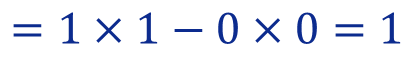 = 1 × 1 − 0 × 0 = 1